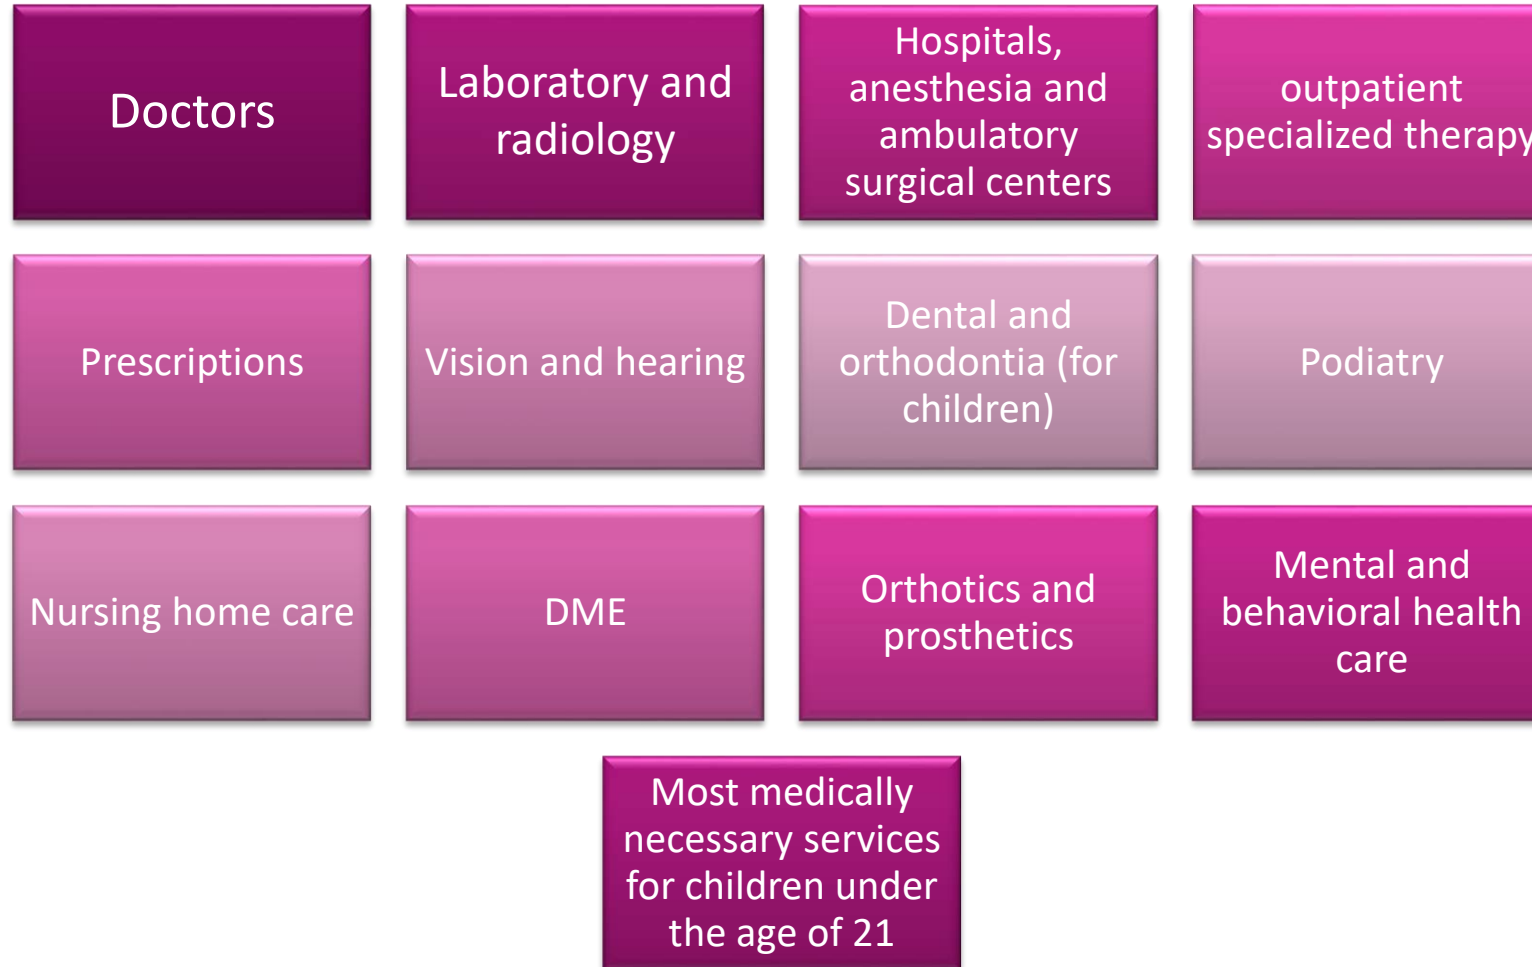 Doctors
Laboratory and
radiology
Hospitals,
anesthesia and
ambulatory
surgical centers
outpatient
specialized therapy
Prescriptions
Vision and hearing
Dental and
orthodontia (for
children)
Podiatry
Nursing home care
DME
Orthotics and
prosthetics
Mental and
behavioral health
care
Most medically
necessary services
for children under
the age of 21